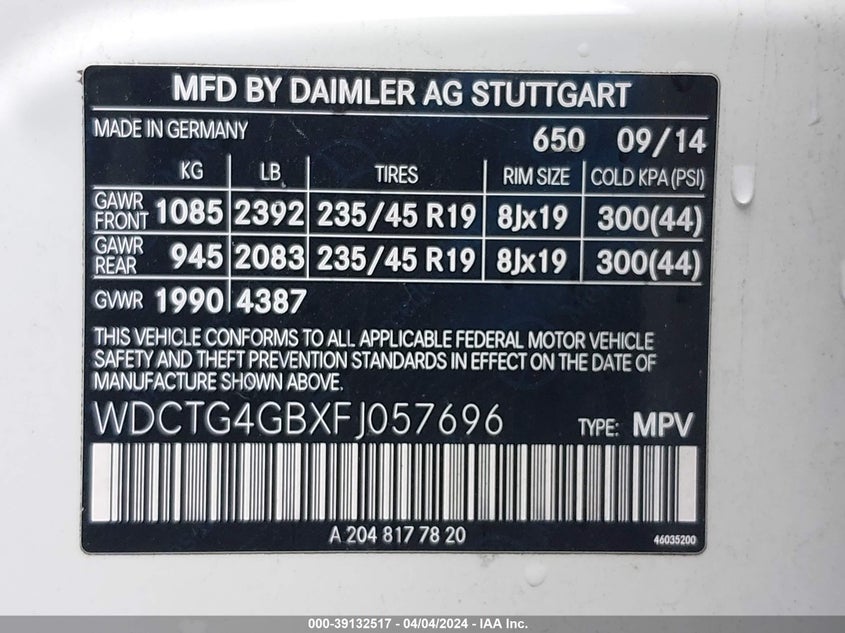 MFD BY DAIMLER AG STUTTGART
MADE IN GERMANY 650 09/14
KG LB TIRES RIM SIZE COLD KPA(PSI)
GAWR FRONT 1085 2392 235/45 R19 8Jx19 300(44)
GAWR REAR 945 2083 235/45 R19 8Jx19 300(44)
GVWR 1990 4387
THIS VEHICLE CONFORMS TO ALL APPLICABLE FEDERAL MOTOR VEHICLE
SAFETY AND THEFT PREVENTION STANDARDS IN EFFECT ON THE DATE OF
MANUFACTURE SHOWN ABOVE.
WDCTG4GBXFJ057696 TYPE: MPV
A 204 817 78 20 46035200
000-39132517 - 04/04/2024 - IAA Inc.